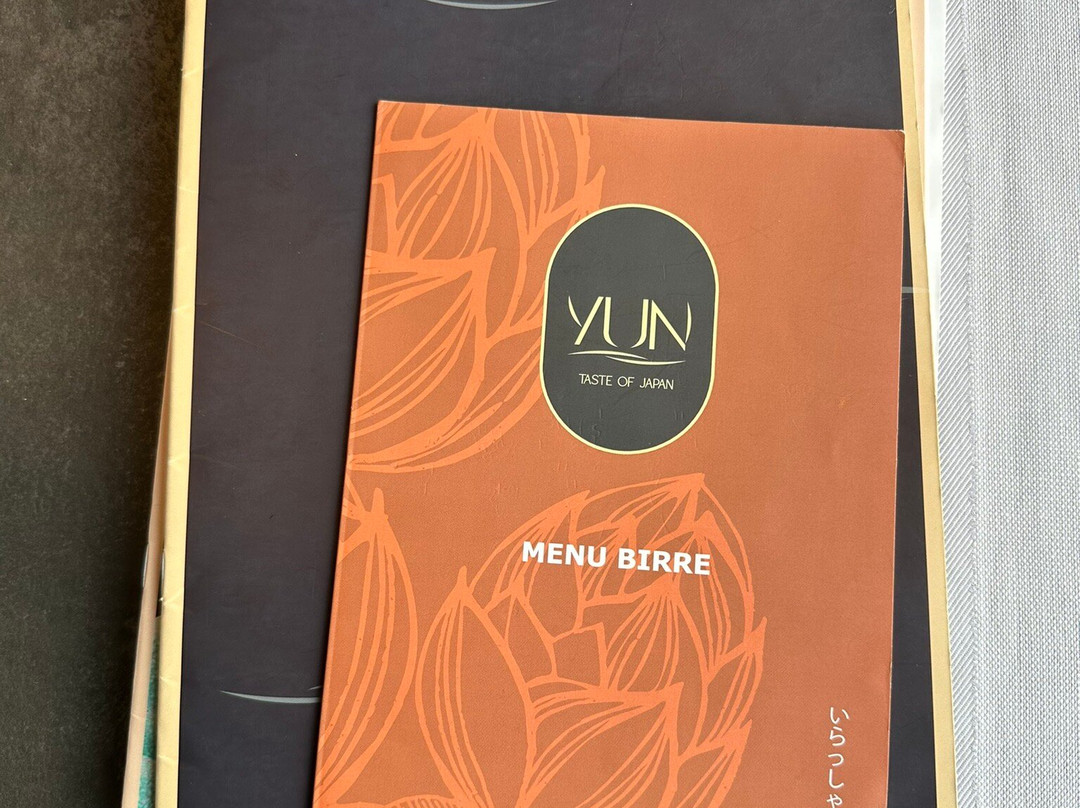 YUN
TASTE OF JAPAN
MENU BIRRE
いらっしゃ